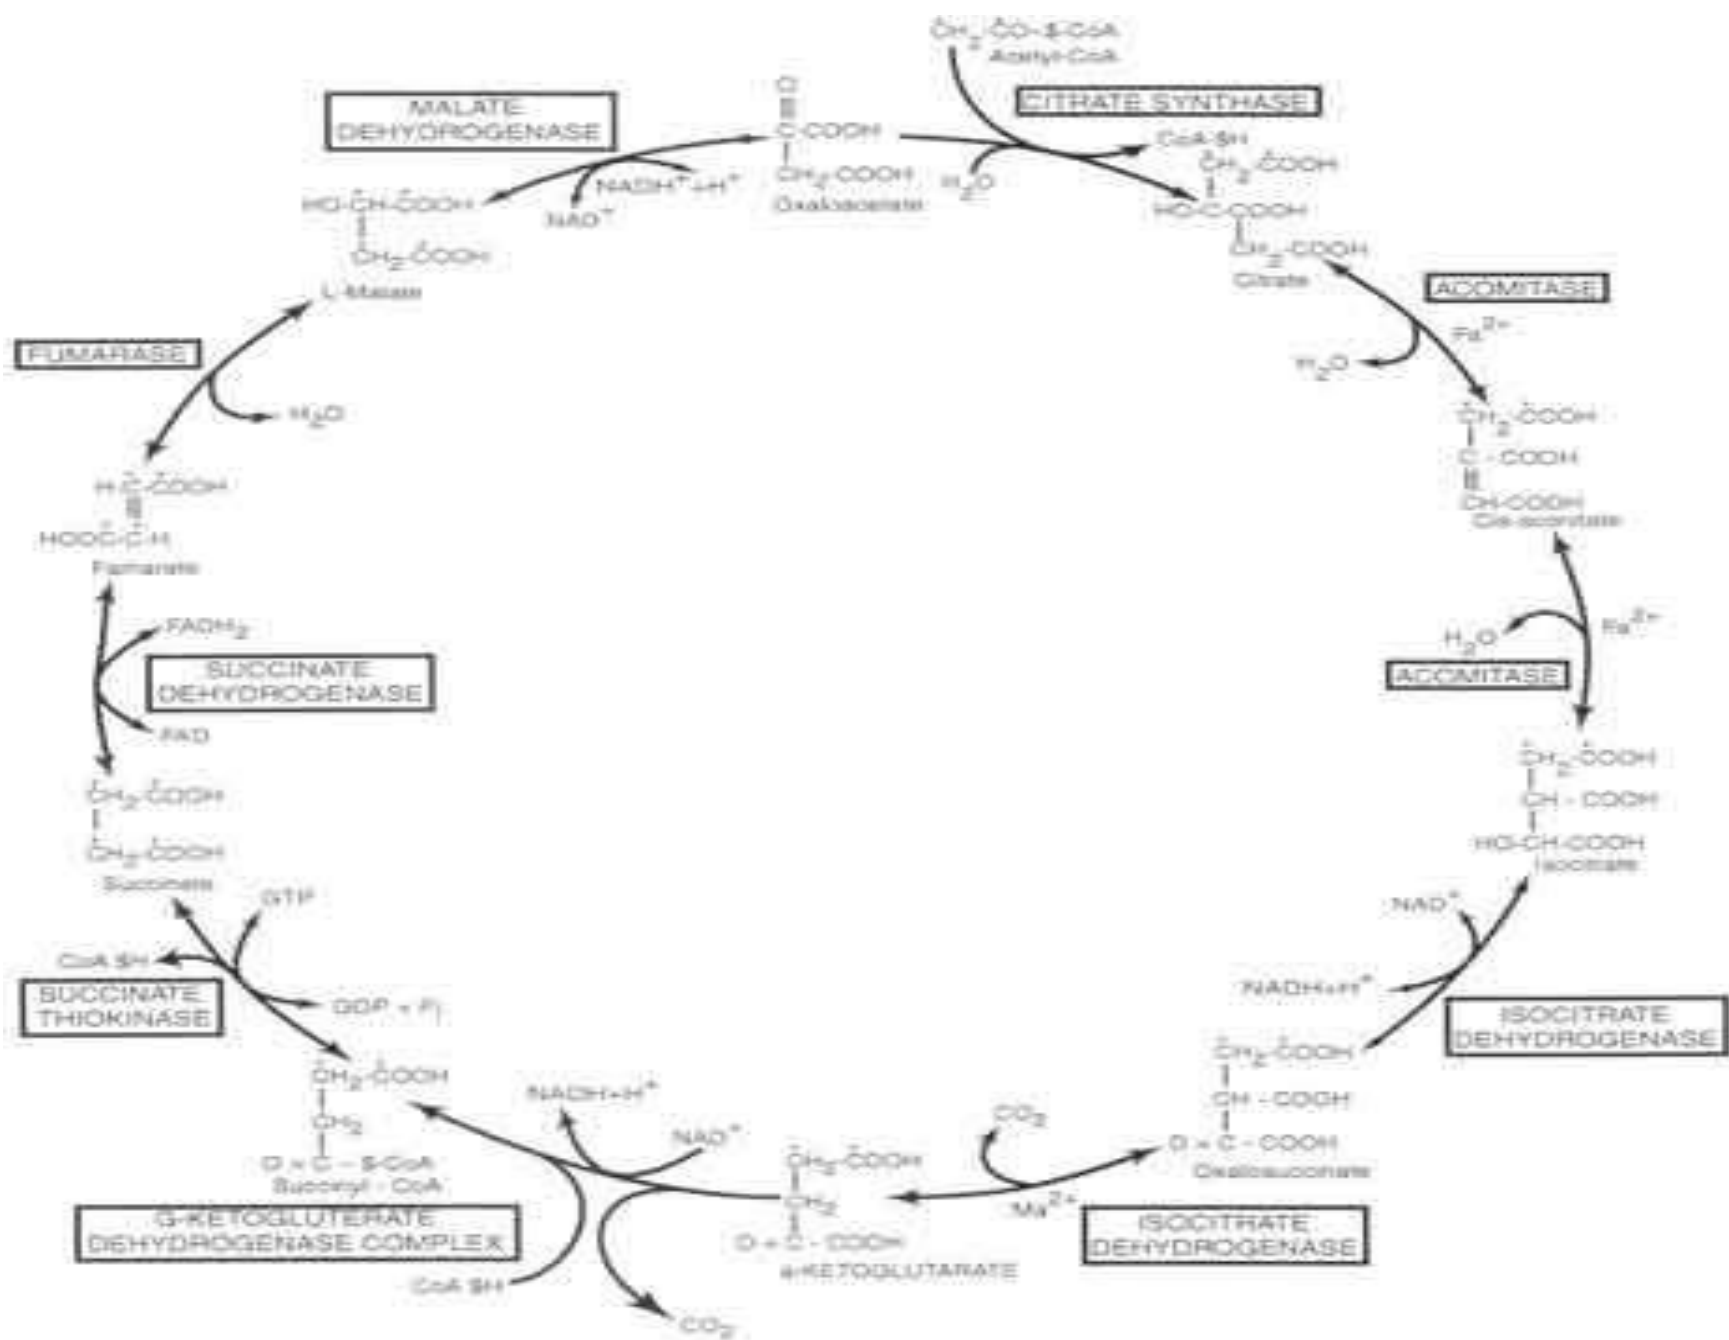 CH2-CO-S-CoA
Acetyl-CoA
CITRATE SYNTHASE
MALATE
DEHYDROGENASE
O
C-COOH
CH2-COOH
Oxaloacetate
CoA-SH
H2O
NADH+ +H+
NAD+
CH2-COOH
HO-C-COOH
CH2-COOH
Citrate
HO-CH-COOH
CH2-COOH
L-Malate
ACOMITASE
Fe2+
H2O
FUMARASE
H2O
CH2-COOH
C - COOH
CH-COOH
Cis-aconitate
H-C-COOH
HOOC-C-H
Fumarate
FADH2
SUCCINATE
DEHYDROGENASE
FAD
Fe2+
H2O
ACOMITASE
CH2-COOH
CH - COOH
HO-CH-COOH
Isocitrate
CH2-COOH
CH2-COOH
Succinate
GTP
CoA SH
SUCCINATE
THIOKINASE
GDP + Pi
NAD+
NADH+H+
ISOCITRATE
DEHYDROGENASE
CH2-COOH
CH - COOH
O = C - COOH
Oxalosuccinate
CH2-COOH
CH2
O = C - S-CoA
Succinyl - CoA
NADH+H+
NAD+
CO2
CH2-COOH
CH2
O = C - COOH
α-KETOGLUTARATE
Ma2+
ISOCITRATE
DEHYDROGENASE
G-KETOGLUTERATE
DEHYDROGENASE COMPLEX
CoA SH
CO2